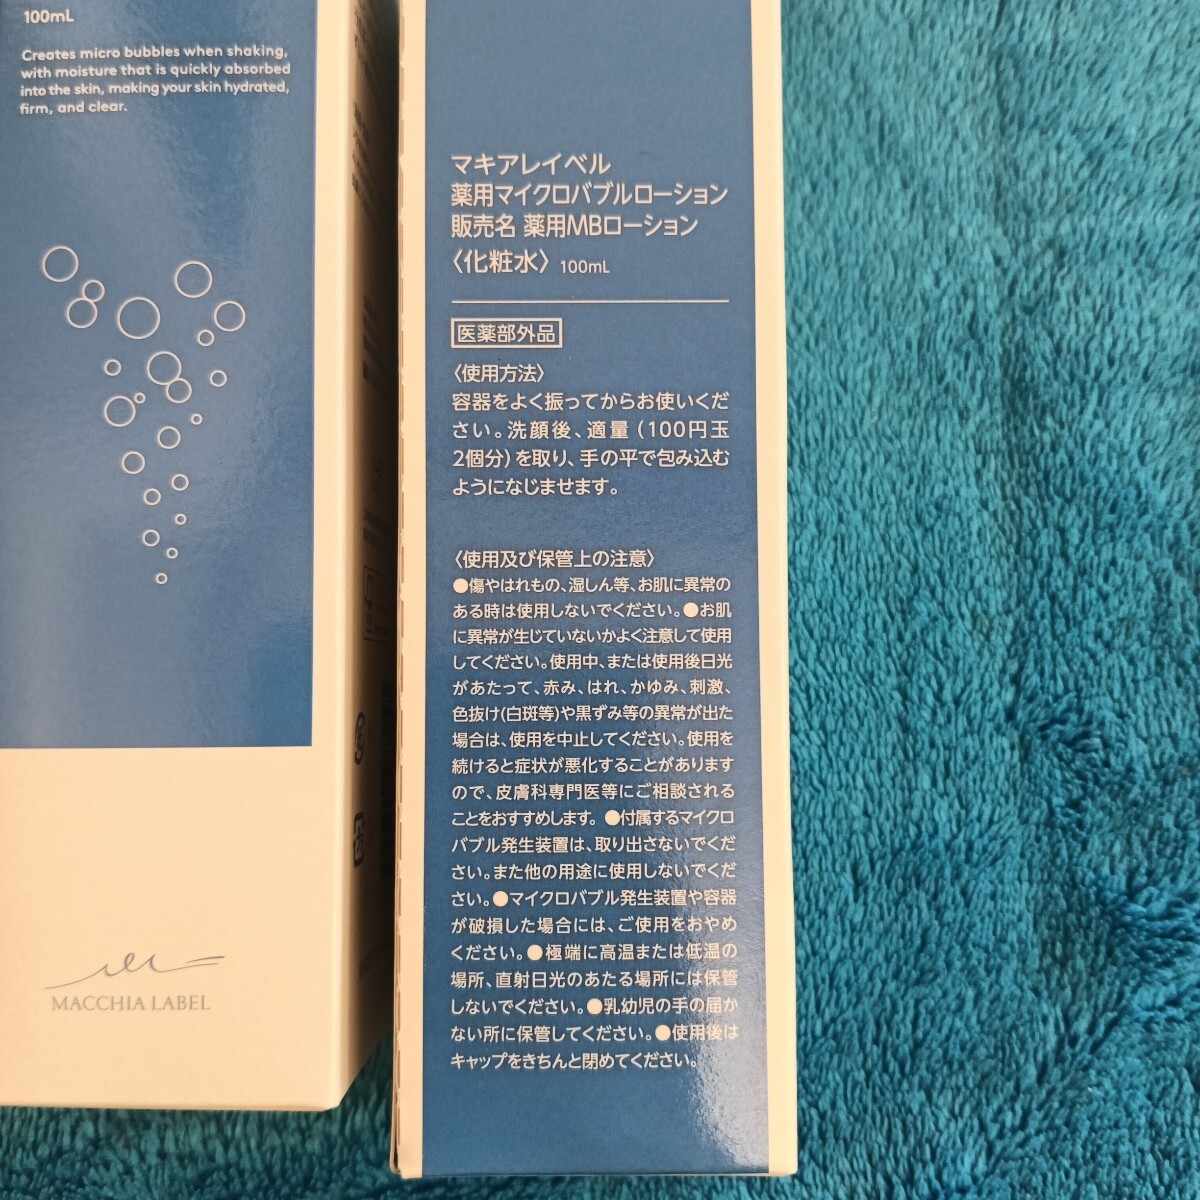 100mL
Creates micro bubbles when shaking,
with moisture that is quickly absorbed
into the skin, making your skin hydrated,
firm, and clear.
MACCHIA LABEL
マキアレイベル
薬用マイクロバブルローション
販売名 薬用MBローション
〈化粧水〉 100mL
医薬部外品
〈使用方法〉
容器をよく振ってからお使いくだ
さい。洗顔後、適量(100円玉
2個分)を取り、手の平で包み込む
ようになじませます。
〈使用及び保管上の注意〉
●傷やはれもの、湿しん等、お肌に異常の
ある時は使用しないでください。●お肌
に異常が生じていないかよく注意して使用
してください。使用中、または使用後日光
があたって、赤み、はれ、かゆみ、刺激、
色抜け(白斑等)や黒ずみ等の異常が出た
場合は、使用を中止してください。使用を
続けると症状が悪化することがあります
ので、皮膚科専門医等にご相談される
ことをおすすめします。●付属するマイクロ
バブル発生装置は、取り出さないでくだ
さい。また他の用途に使用しないでくだ
さい。●マイクロバブル発生装置や容器
が破損した場合には、ご使用をおやめ
ください。●極端に高温または低温の
場所、直射日光のあたる場所には保管
しないでください。●乳幼児の手の届か
ない所に保管してください。●使用後は
キャップをきちんと閉めてください。